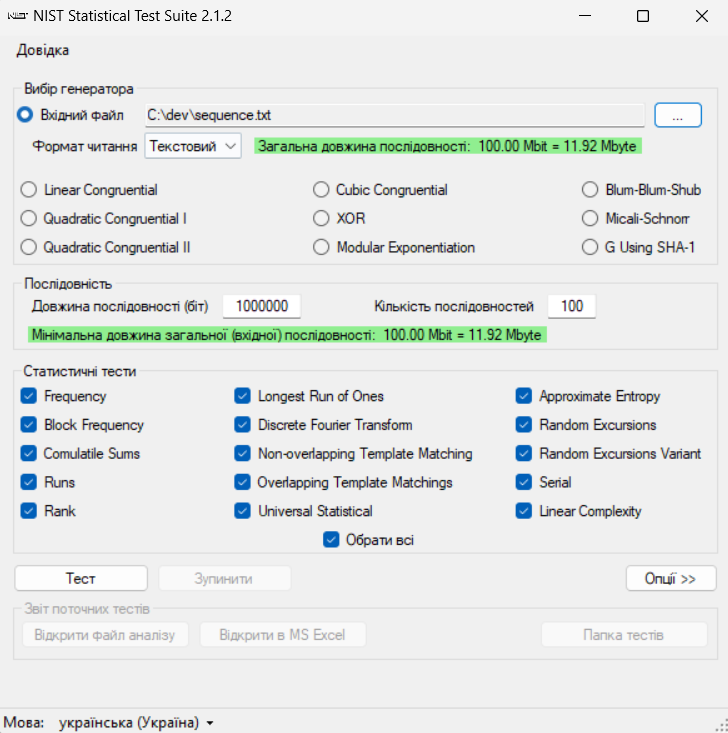 NIST NIST Statistical Test Suite 2.1.2
Довідка
Вибір генератора
Вхідний файл C:\dev\sequence.txt ...
Формат читання Текстовий Загальна довжина послідовності: 100.00 Mbit = 11.92 Mbyte
Linear Congruential Cubic Congruential Blum-Blum-Shub
Quadratic Congruential I XOR Micali-Schnorr
Quadratic Congruential II Modular Exponentiation G Using SHA-1
Послідовність
Довжина послідовності (біт) 1000000 Кількість послідовностей 100
Мінімальна довжина загальної (вхідної) послідовності: 100.00 Mbit = 11.92 Mbyte
Статистичні тести
Frequency Longest Run of Ones Approximate Entropy
Block Frequency Discrete Fourier Transform Random Excursions
Comulatile Sums Non-overlapping Template Matching Random Excursions Variant
Runs Overlapping Template Matchings Serial
Rank Universal Statistical Linear Complexity
Обрати всі
Тест Зупинити Опції >>
Звіт поточних тестів
Відкрити файл аналізу Відкрити в MS Excel Папка тестів
Мова: українська (Україна)